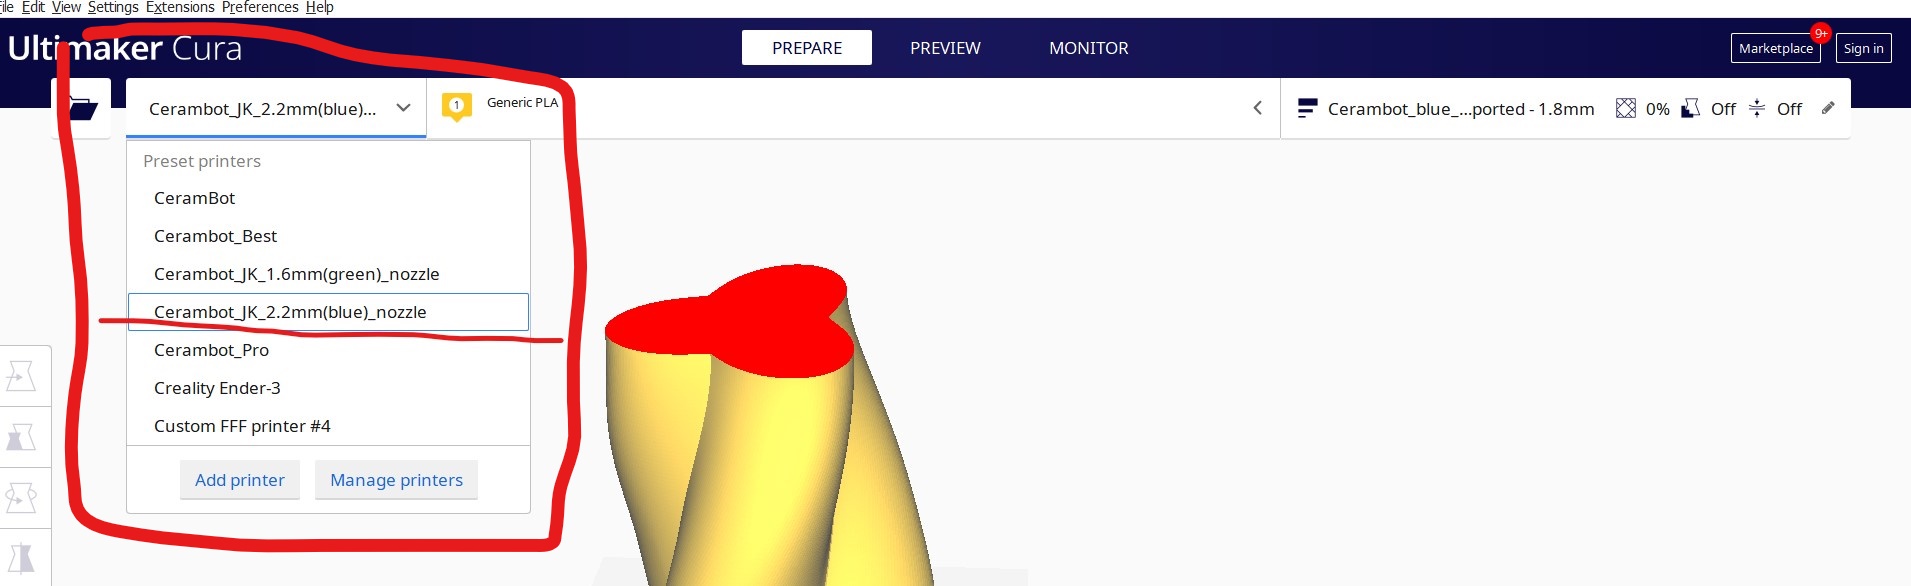 File Edit View Settings Extensions Preferences Help
Ultimaker Cura PREPARE PREVIEW MONITOR Marketplace 9+ Sign in
Cerambot_JK_2.2mm(blue)... 1 Generic PLA Cerambot_blue_...ported - 1.8mm 0% Off Off
Preset printers
CeramBot
Cerambot_Best
Cerambot_JK_1.6mm(green)_nozzle
Cerambot_JK_2.2mm(blue)_nozzle
Cerambot_Pro
Creality Ender-3
Custom FFF printer #4
Add printer Manage printers